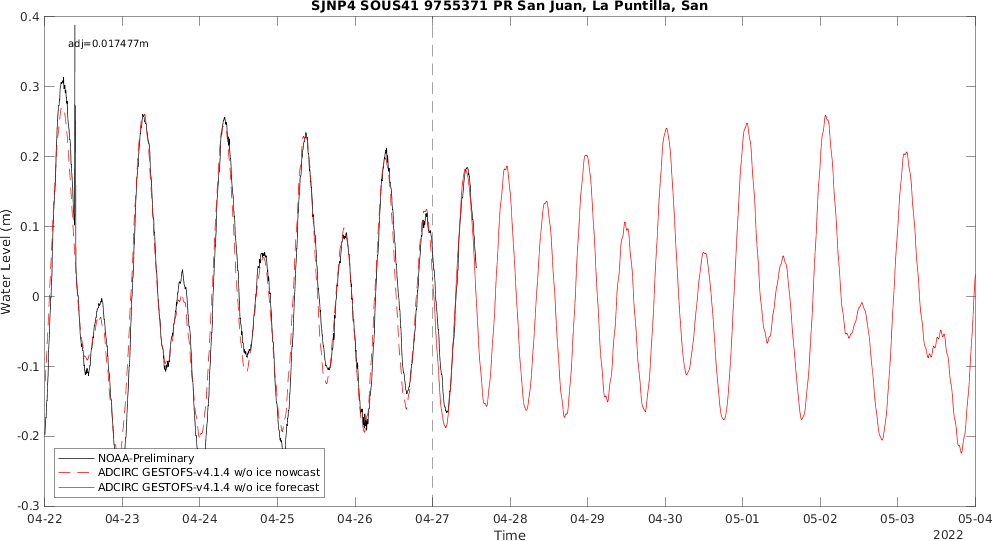 SJNP4 SOUS41 9755371 PR San Juan, La Puntilla, San
adj=0.017477m
Water Level (m)
0.4
0.3
0.2
0.1
0
-0.1
-0.2
-0.3
NOAA-Preliminary
ADCIRC GESTOFS-v4.1.4 w/o ice nowcast
ADCIRC GESTOFS-v4.1.4 w/o ice forecast
04-22 04-23 04-24 04-25 04-26 04-27 04-28 04-29 04-30 05-01 05-02 05-03 05-04
Time
2022